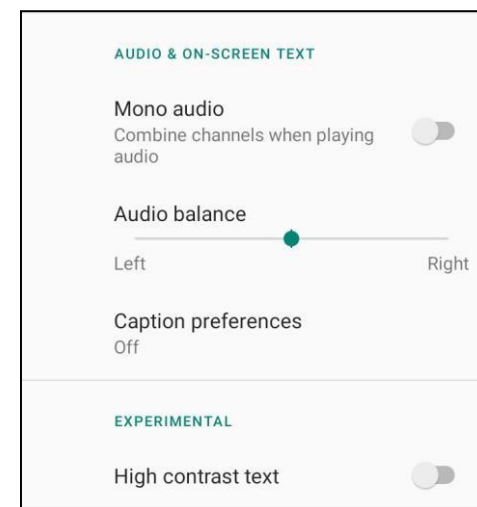 AUDIO & ON-SCREEN TEXT
Mono audio
Combine channels when playing
audio
Audio balance
Left Right
Caption preferences
Off
EXPERIMENTAL
High contrast text